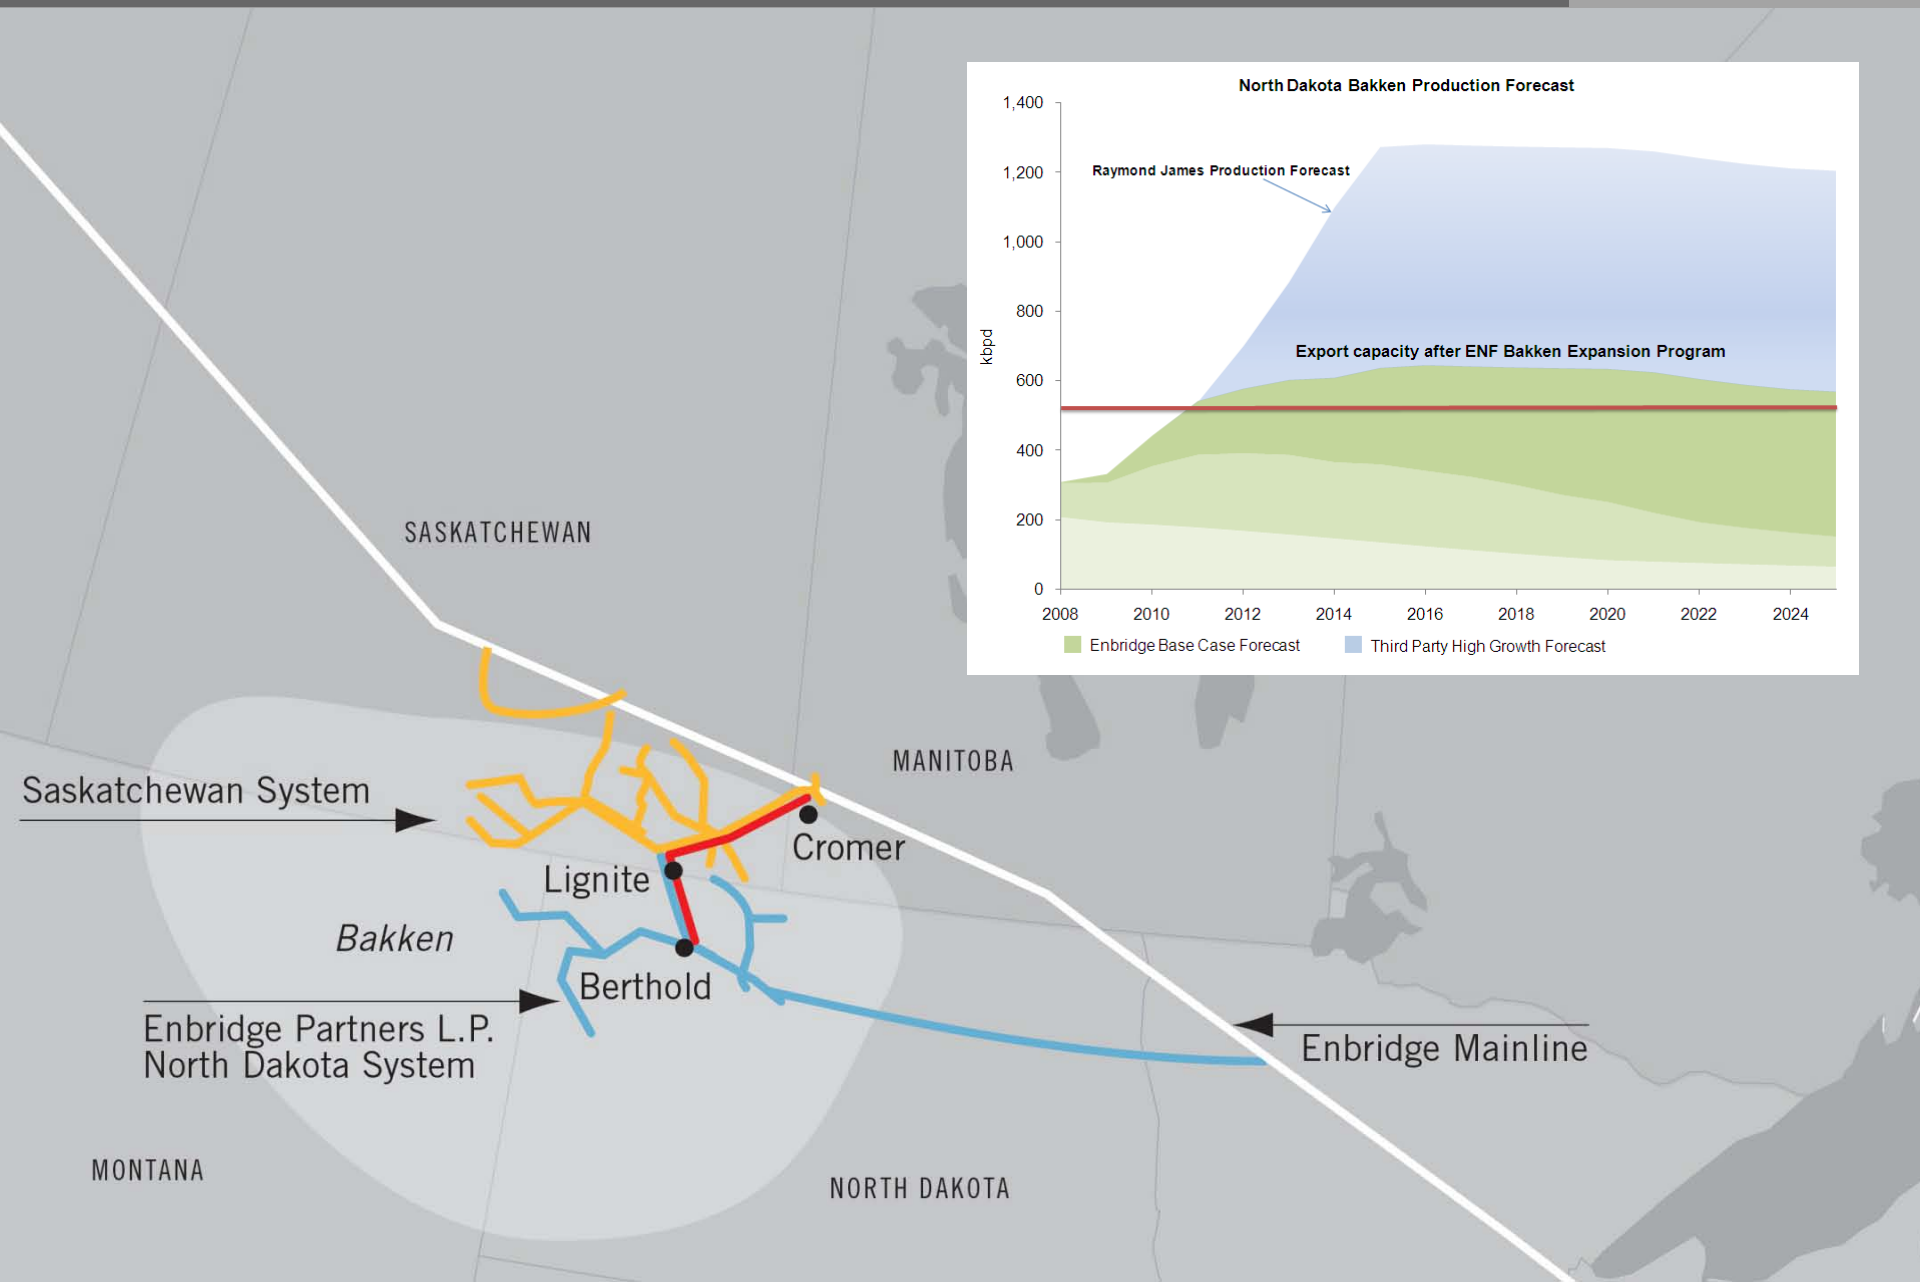 North Dakota Bakken Production Forecast
1,400
1,200
1,000
800
600
400
200
0
kbpd
Raymond James Production Forecast
Export capacity after ENF Bakken Expansion Program
2008 2010 2012 2014 2016 2018 2020 2022 2024
Enbridge Base Case Forecast
Third Party High Growth Forecast
SASKATCHEWAN
MANITOBA
Saskatchewan System
Cromer
Lignite
Bakken
Berthold
Enbridge Partners L.P.
North Dakota System
Enbridge Mainline
MONTANA
NORTH DAKOTA